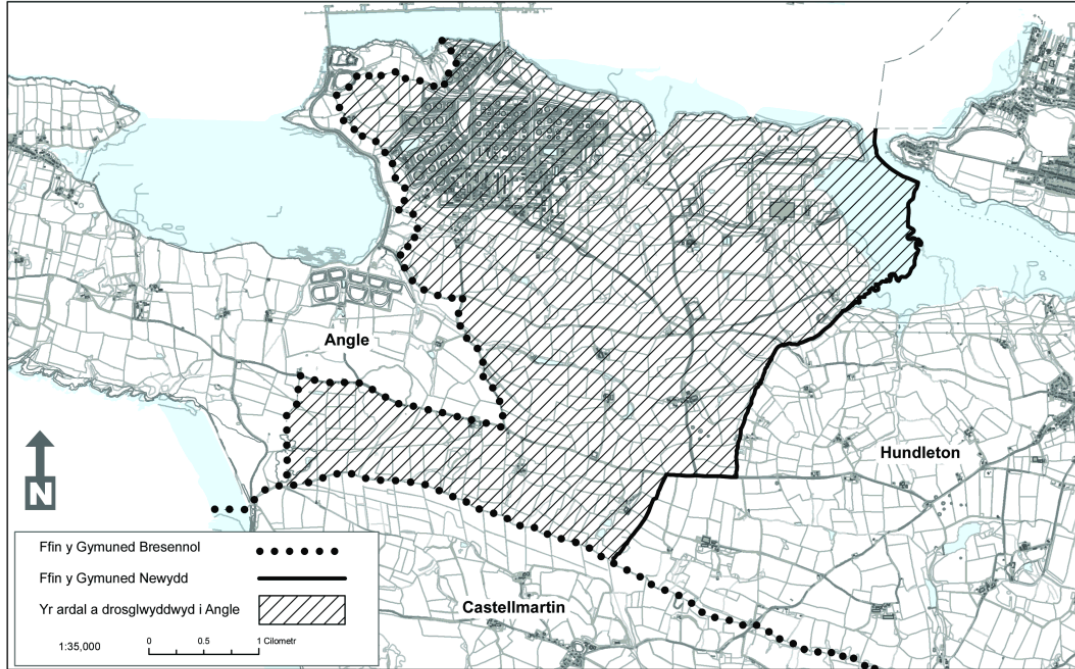 Angle
Hundleton
N
Ffin y Gymuned Bresennol
Ffin y Gymuned Newydd
Yr ardal a drosglwyddwyd i Angle
1:35,000
0 0.5 1 Cilometr
Castellmartin